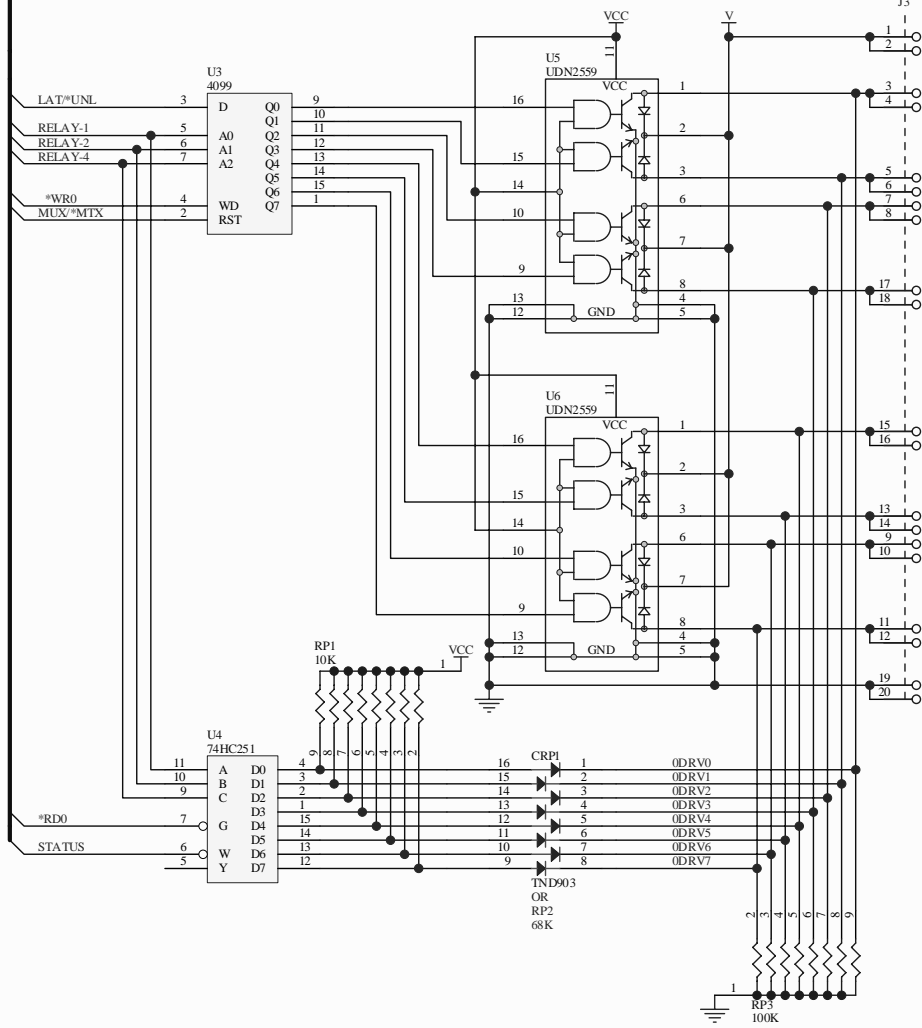 J3
VCC
V
11
1
2
U5
UDN2559
VCC
U3
4099
LAT/*UNL 3 D Q0 9 16 1 3
Q1 10 4
RELAY-1 5 A0 Q2 11 2
RELAY-2 6 A1 Q3 12
RELAY-4 7 A2 Q4 13 15
Q5 14 3 5
Q6 15 14 6
*WR0 4 WD Q7 1 6 7
MUX/*MTX 2 RST 10 8
7
9
8 17
13 4 18
12 GND 5
11
U6
UDN2559
VCC
1 15
16 16
2
15
3 13
14 14
6 9
10 10
7
9
8 11
13 4 12
12 GND 5
RP1
10K
1 VCC
19
20
U4
74HC251
9 8 7 6 5 4 3 2
CRP1
11 A D0 4 16 1 0DRV0
10 B D1 3 15 2 0DRV1
9 C D2 2 14 3 0DRV2
D3 1 13 4 0DRV3
*RD0 7 G D4 15 12 5 0DRV4
D5 14 11 6 0DRV5
STATUS 6 W D6 13 10 7 0DRV6
5 Y D7 12 9 8 0DRV7
TND903
OR
RP2
68K
2 3 4 5 6 7 8 9
1
RP3
100K